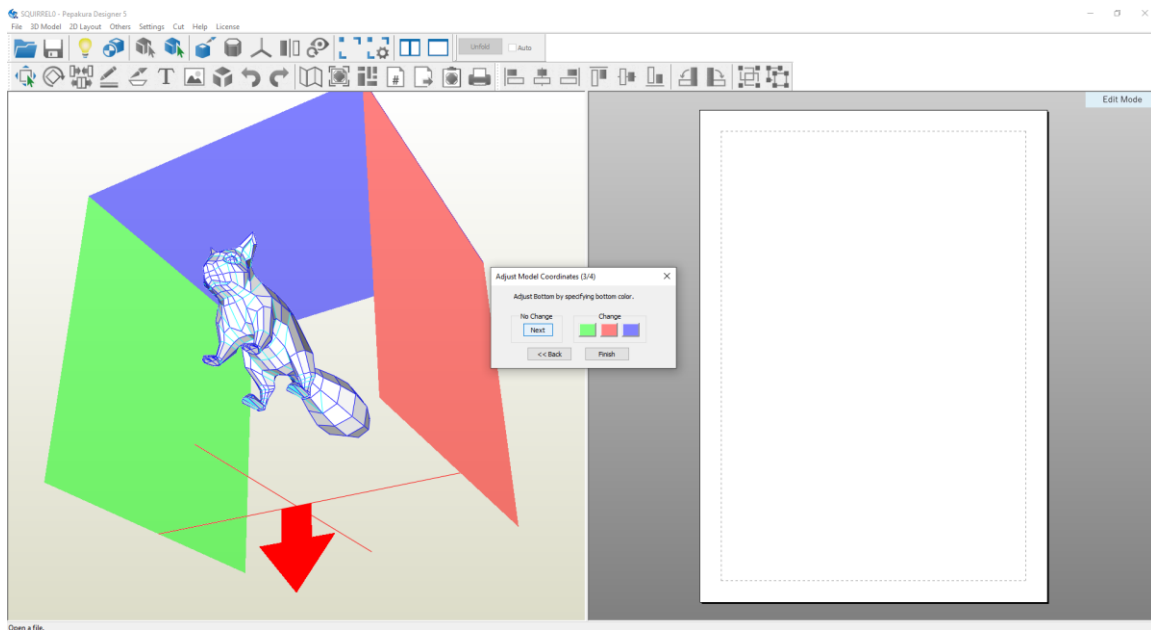 SQUIRREL0 - Pepakura Designer 5
File 3D Model 2D Layout Others Settings Cut Help License
Unfold Auto
Edit Mode
Adjust Model Coordinates (3/4)
Adjust Bottom by specifying bottom color.
No Change Change
Next
<< Back Finish
Open a file.